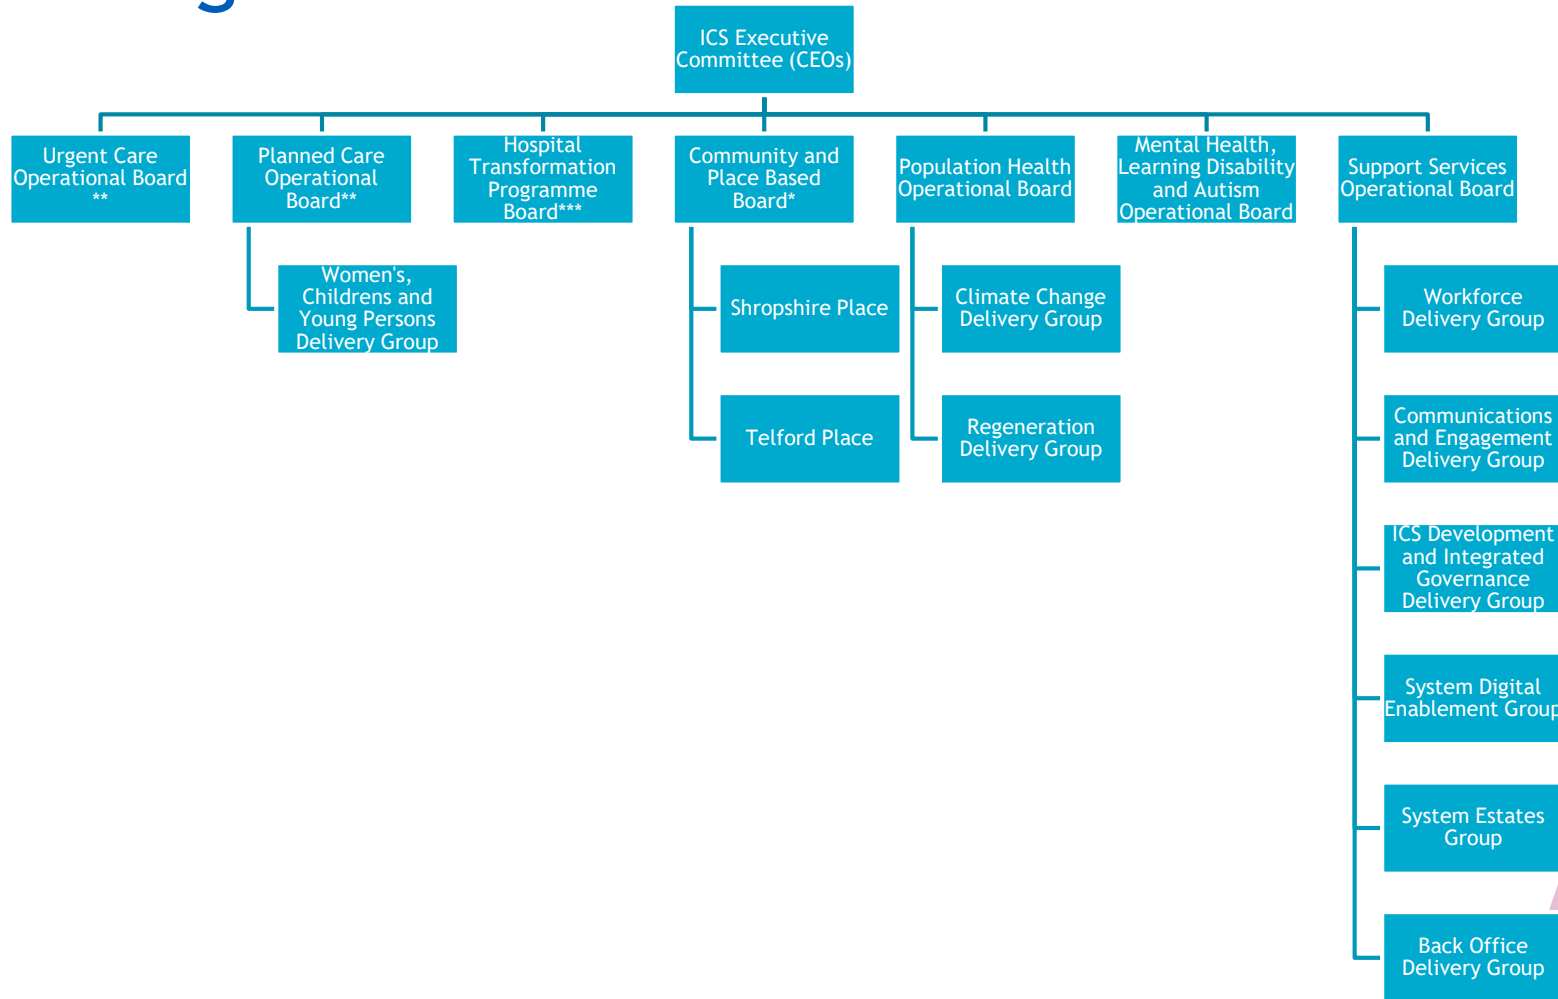 ICS Executive
Committee (CEOs)
Urgent Care
Operational Board
**
Planned Care
Operational
Board**
Hospital
Transformation
Programme
Board***
Community and
Place Based
Board*
Population Health
Operational Board
Mental Health,
Learning Disability
and Autism
Operational Board
Support Services
Operational Board
Women's,
Childrens and
Young Persons
Delivery Group
Shropshire Place
Telford Place
Climate Change
Delivery Group
Regeneration
Delivery Group
Workforce
Delivery Group
Communications
and Engagement
Delivery Group
ICS Development
and Integrated
Governance
Delivery Group
System Digital
Enablement Group
System Estates
Group
Back Office
Delivery Group